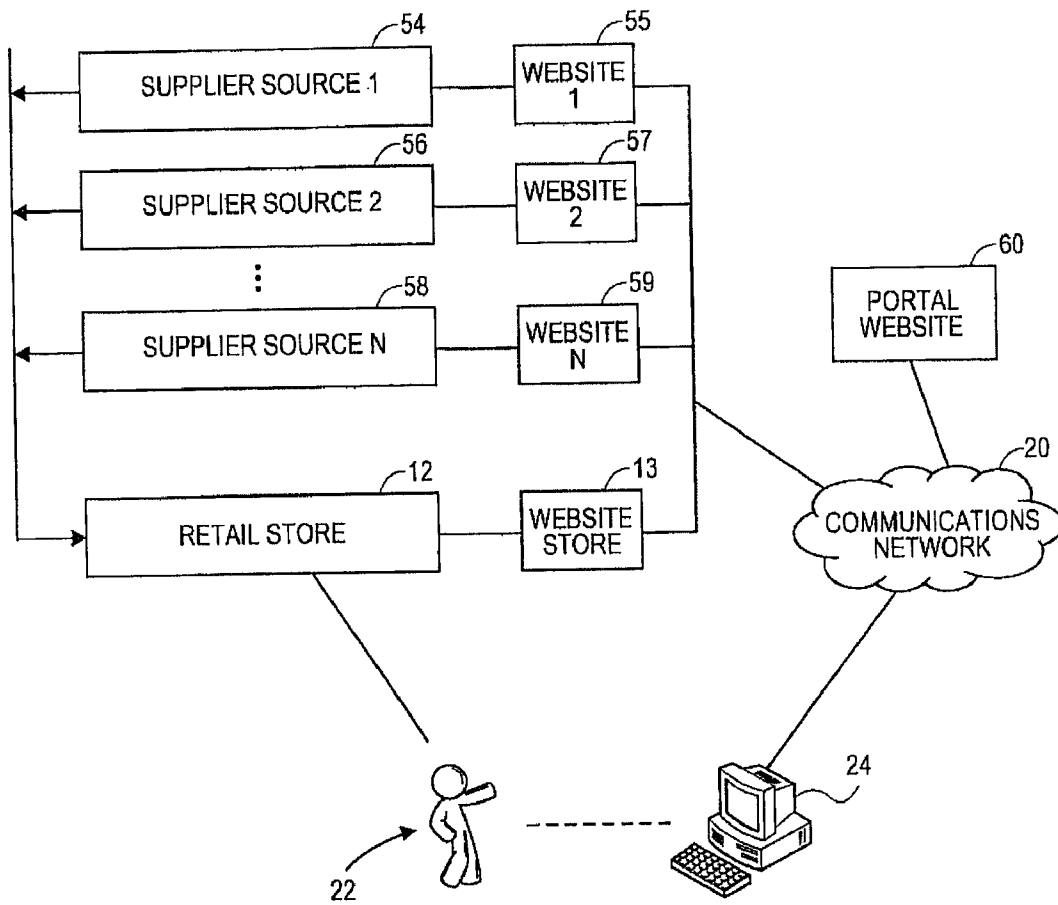 54
55
SUPPLIER SOURCE 1
WEBSITE
1
56
57
SUPPLIER SOURCE 2
WEBSITE
2
58
59
60
SUPPLIER SOURCE N
WEBSITE
N
PORTAL
WEBSITE
12
13
20
RETAIL STORE
WEBSITE
STORE
COMMUNICATIONS
NETWORK
24
22